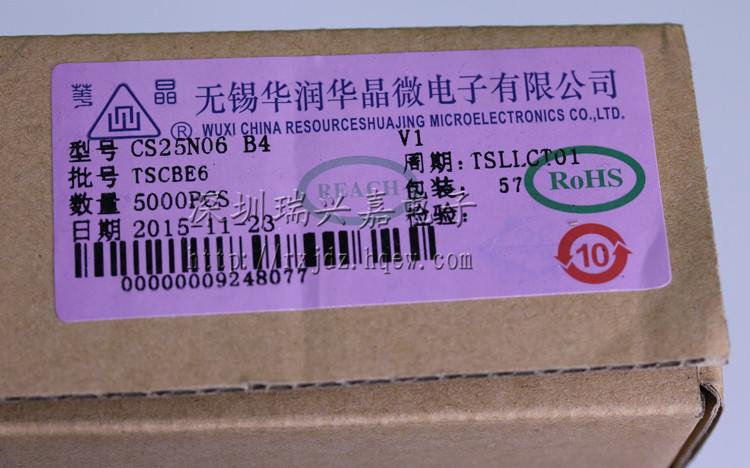 華晶 无锡华润华晶微电子有限公司
® WUXI CHINA RESOURCESHUAJING MICROELECTRONICS CO.,LTD.
型号 CS25N06 B4 V1
批号 TSCBE6 周期: TSLLCT01
数量 5000PCS REACH 包装: 57 RoHS
深圳瑞兴嘉电子
日期 2015-11-23 检验:
http://rxjdz.hqew.com
10
00000009248077